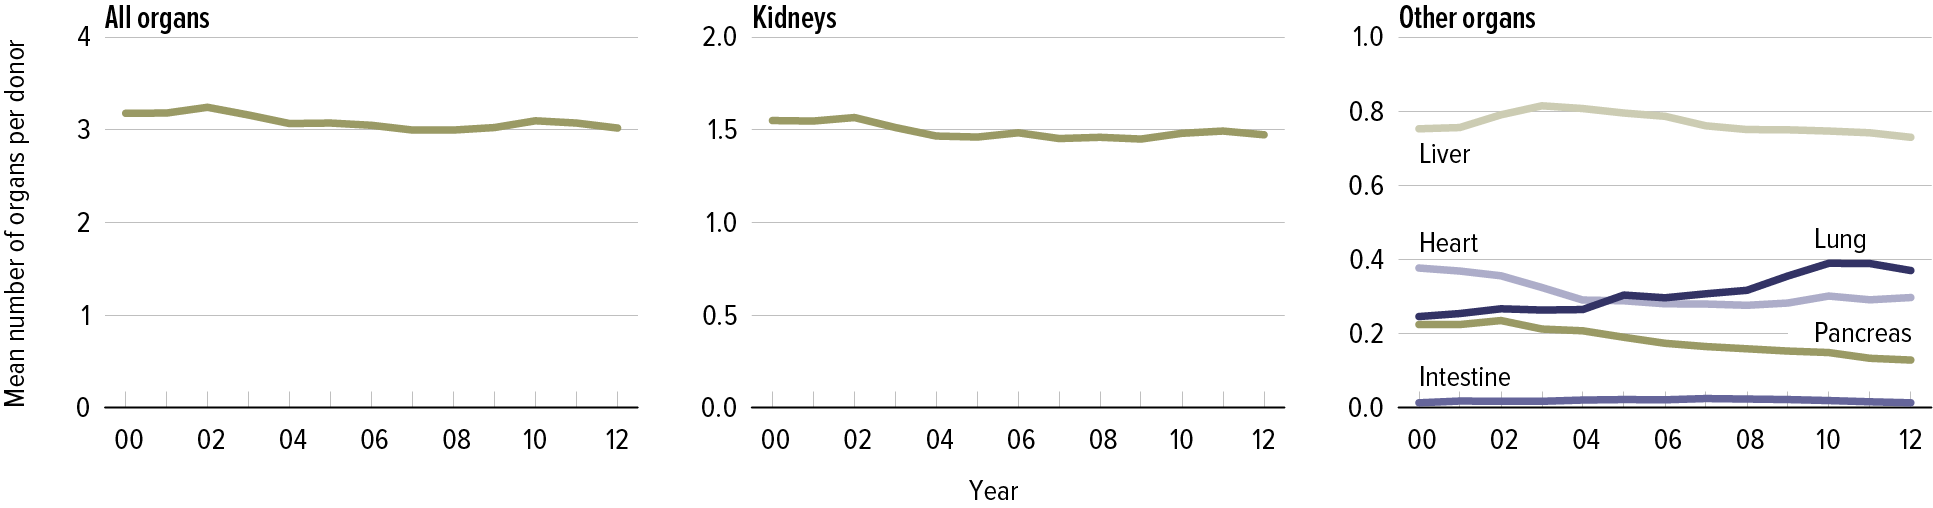 Mean number of organs per donor
All organs
4
3
2
1
0
00 02 04 06 08 10 12
Kidneys
2.0
1.5
1.0
0.5
0.0
00 02 04 06 08 10 12
Year
Other organs
1.0
0.8
Liver
0.6
Heart
Lung
0.4
0.2
Pancreas
Intestine
0.0
00 02 04 06 08 10 12